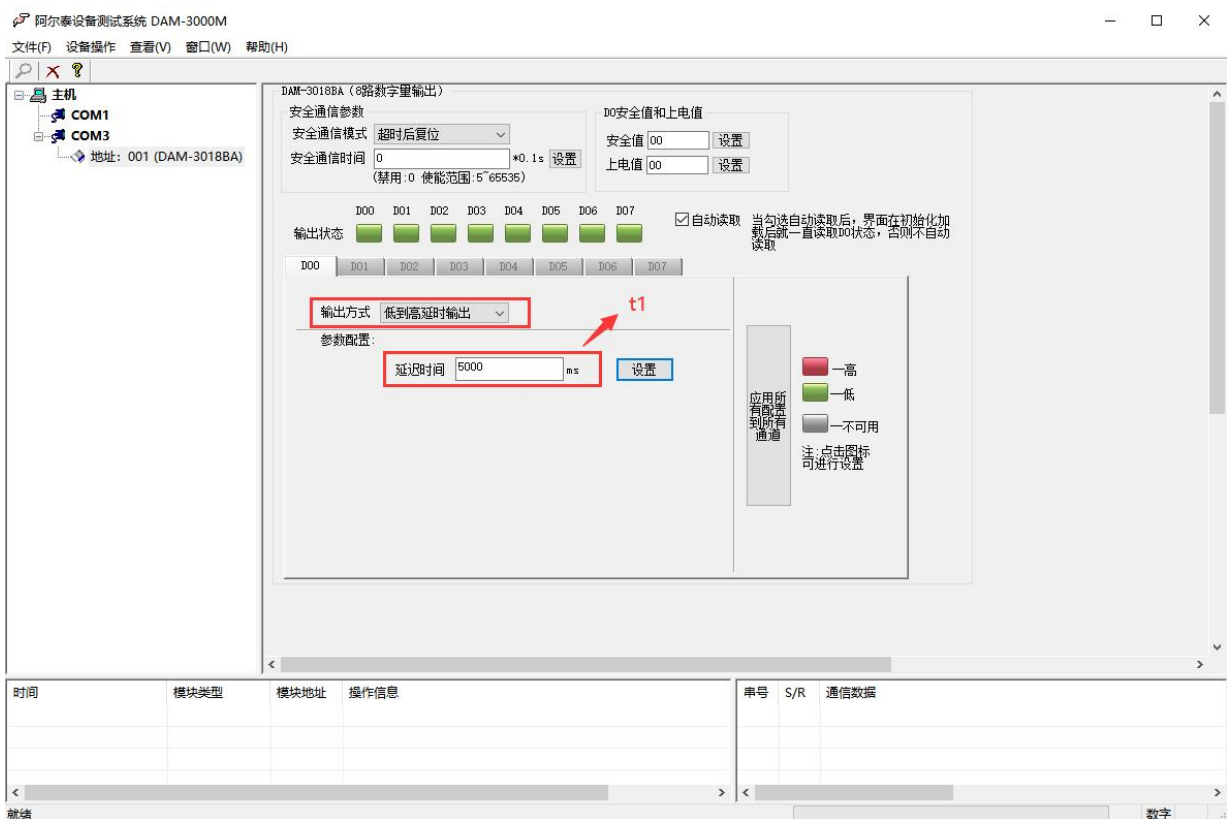 阿尔泰设备测试系统 DAM-3000M
文件(F) 设备操作 查看(V) 窗口(W) 帮助(H)
主机
COM1
COM3
地址：001 (DAM-3018BA)
DAM-3018BA（8路数字量输出）
安全通信参数
安全通信模式 超时后复位
安全通信时间 0 *0.1s 设置
(禁用:0 使能范围:5~65535)
DO安全值和上电值
安全值 00 设置
上电值 00 设置
DO0 DO1 DO2 DO3 DO4 DO5 DO6 DO7
输出状态
自动读取
当勾选自动读取后，界面在初始化加
载后就一直读取DO状态，否则不自动
读取
DO0 DO1 DO2 DO3 DO4 DO5 DO6 DO7
输出方式 低到高延时输出
t1
参数配置:
延迟时间 5000 ms 设置
应用所
有配置
到所有
通道
—高
—低
—不可用
注:点击图标
可进行设置
时间 模块类型 模块地址 操作信息
串号 S/R 通信数据
就绪
数字